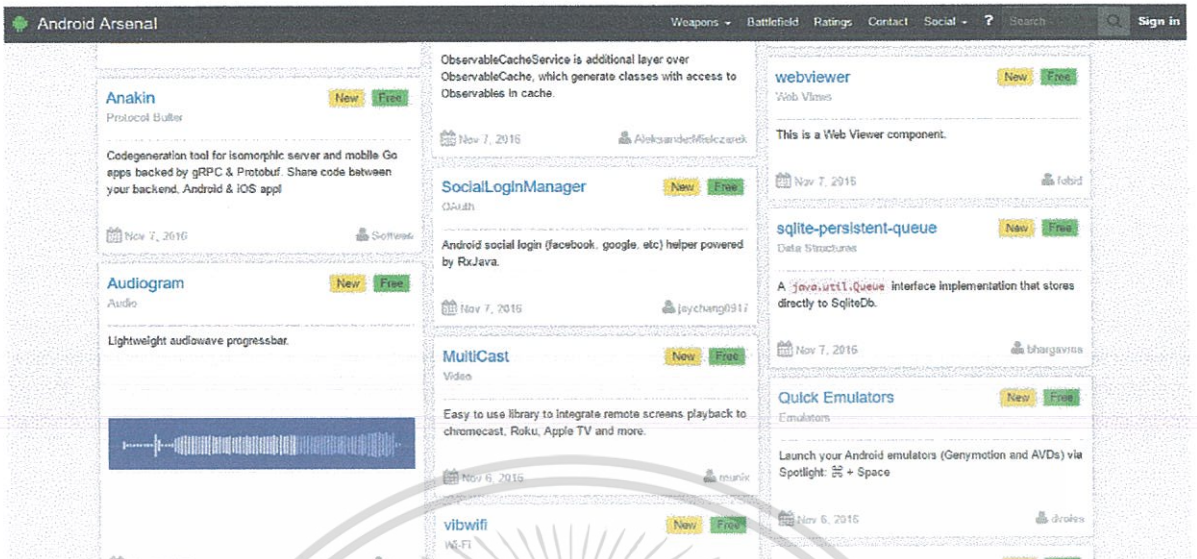 Android Arsenal
Weapons Battlefield Ratings Contact Social ? Search Sign in
Anakin New Free
Protocol Buffer
Codegeneration tool for isomorphic server and mobile Go
apps backed by gRPC & Protobuf. Share code between
your backend, Android & iOS app!
Nov 7, 2016
Audiogram New Free
Audio
Lightweight audiowave progressbar.
ObservableCacheService is additional layer over
ObservableCache, which generate classes with access to
Observables in cache.
Nov 7, 2016 AleksanderMielczarek
SocialLoginManager New Free
OAuth
Android social login (facebook, google, etc) helper powered
by RxJava.
Nov 7, 2016 jaychang0917
MultiCast New Free
Video
Easy to use library to integrate remote screens playback to
chromecast, Roku, Apple TV and more.
Nov 6, 2016 munix
vibwifi New Free
Wi-Fi
webviewer New Free
Web Views
This is a Web Viewer component.
Nov 7, 2016
sqlite-persistent-queue New Free
Data Structures
A java.util.Queue interface implementation that stores
directly to SqliteDb.
Nov 7, 2016
Quick Emulators New Free
Emulators
Launch your Android emulators (Genymotion and AVDs) via
Spotlight: ⌘ + Space
Nov 6, 2016